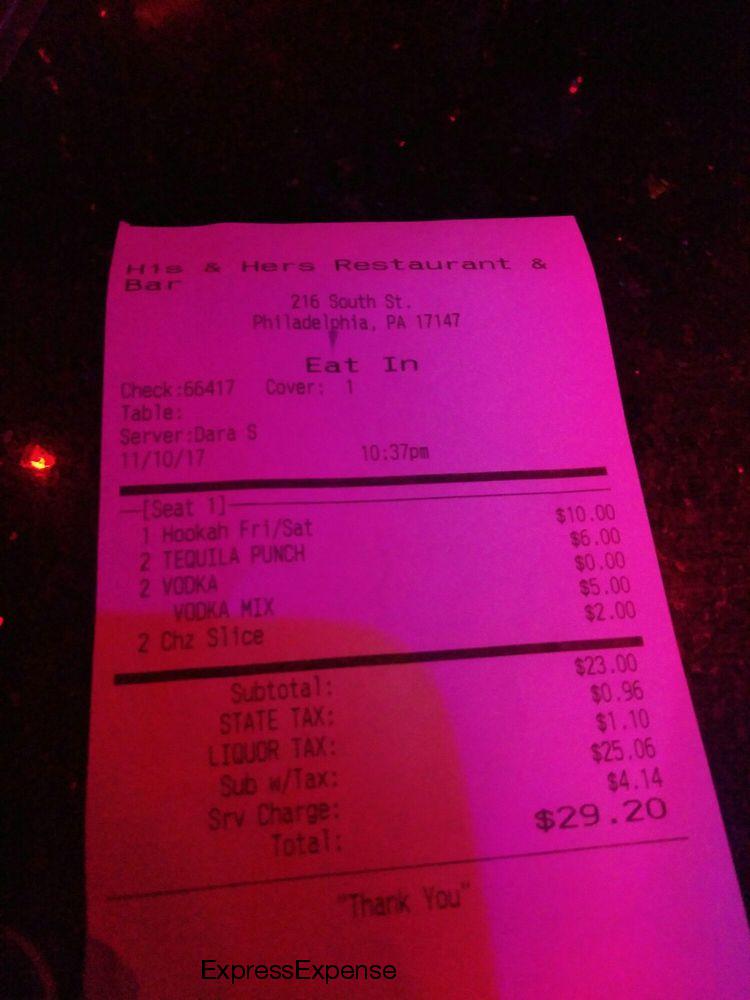 His & Hers Restaurant &
Bar
216 South St.
Philadelphia, PA 17147
Eat In
Check:66417 Cover: 1
Table:
Server:Dara S
11/10/17 10:37pm
[Seat 1]
1 Hookah Fri/Sat $10.00
2 TEQUILA PUNCH $6.00
2 VODKA $0.00
VODKA MIX $5.00
2 Chz Slice $2.00
Subtotal: $23.00
STATE TAX: $0.96
LIQUOR TAX: $1.10
Sub w/Tax: $25.06
Srv Charge: $4.14
Total: $29.20
"Thank You"
ExpressExpense